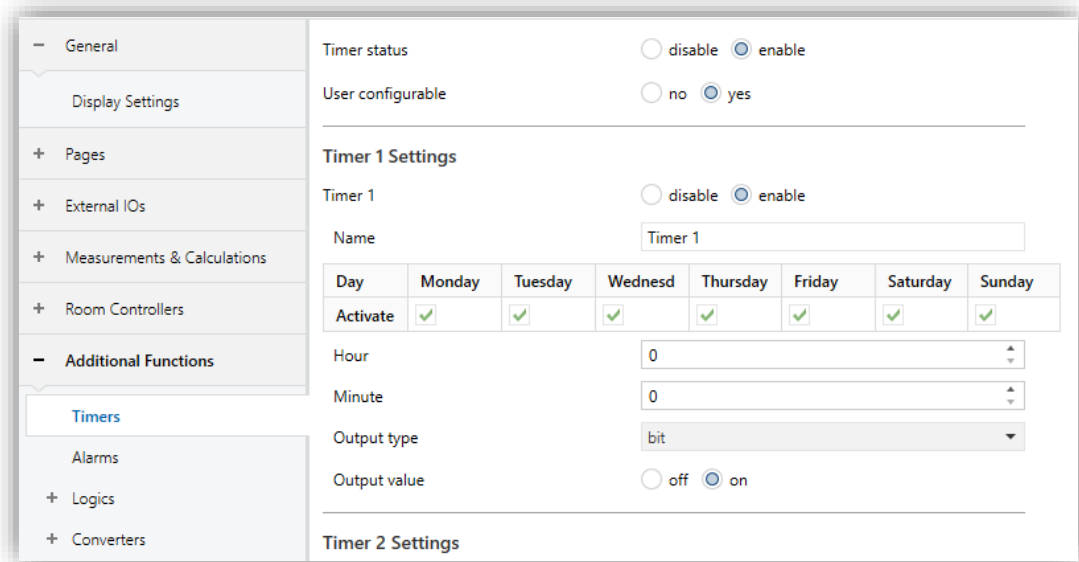 General
Display Settings
Pages
External IOs
Measurements & Calculations
Room Controllers
Additional Functions
Timers
Alarms
Logics
Converters
Timer status disable enable
User configurable no yes
Timer 1 Settings
Timer 1 disable enable
Name Timer 1
Day Monday Tuesday Wednesd Thursday Friday Saturday Sunday
Activate
Hour 0
Minute 0
Output type bit
Output value off on
Timer 2 Settings